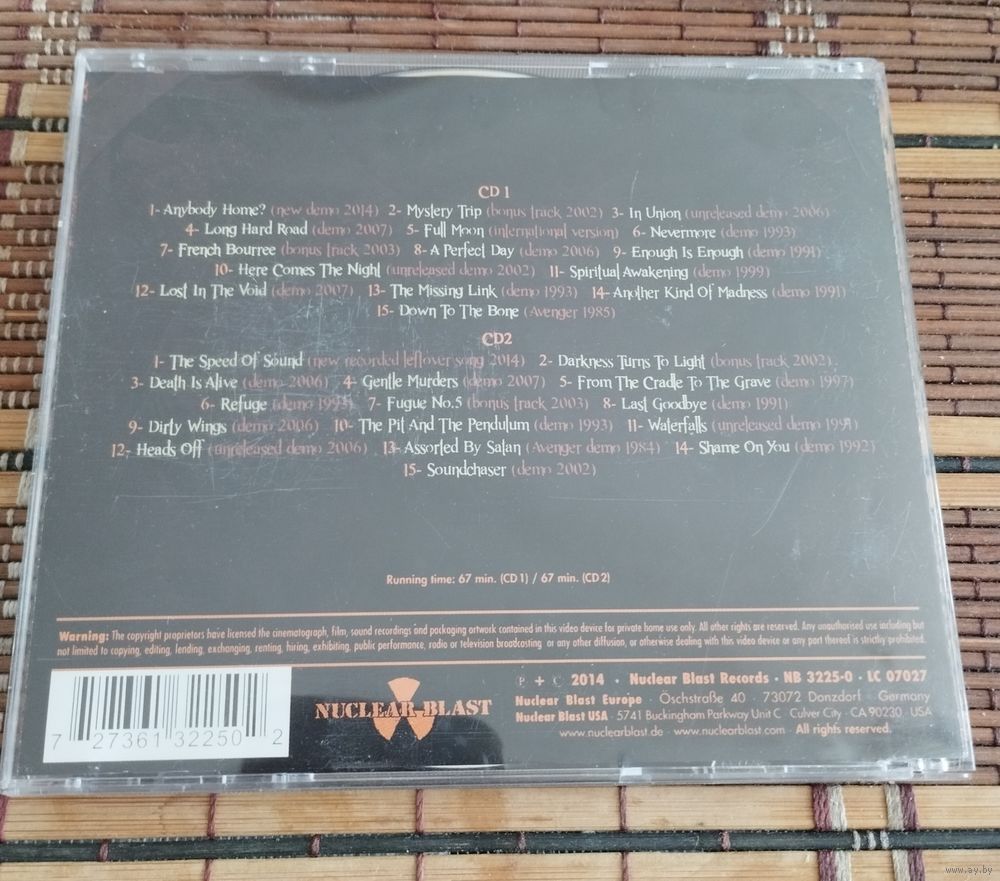 CD 1
1- Anybody Home? (new demo 2014) 2- Mystery Trip (bonus track 2002) 3- In Union (unreleased demo 2006)
4- Long Hard Road (demo 2007) 5- Full Moon (international version) 6- Nevermore (demo 1993)
7- French Bourree (bonus track 2003) 8- A Perfect Day (demo 2006) 9- Enough Is Enough (demo 1991)
10- Here Comes The Night (unreleased demo 2002) 11- Spiritual Awakening (demo 1999)
12- Lost In The Void (demo 2007) 13- The Missing Link (demo 1993) 14- Another Kind Of Madness (demo 1991)
15- Down To The Bone (Avenger 1985)
CD2
1- The Speed Of Sound (new recorded leftover song 2014) 2- Darkness Turns To Light (bonus track 2002)
3- Death Is Alive (demo 2006) 4- Gentle Murders (demo 2007) 5- From The Cradle To The Grave (demo 1997)
6- Refuge (demo 1993) 7- Fugue No.5 (bonus track 2003) 8- Last Goodbye (demo 1991)
9- Dirty Wings (demo 2006) 10- The Pit And The Pendulum (demo 1993) 11- Waterfalls (unreleased demo 1991)
12- Heads Off (unreleased demo 2006) 13- Assorted By Satan (Avenger demo 1984) 14- Shame On You (demo 1992)
15- Soundchaser (demo 2002)
Running time: 67 min. (CD 1) / 67 min. (CD 2)
Warning: The copyright proprietors have licensed the cinematograph, film, sound recordings and packaging artwork contained in this video device for private home use only. All other rights are reserved. Any unauthorised use including but
not limited to copying, editing, lending, exchanging, renting, hiring, exhibiting, public performance, radio or television broadcasting or any other diffusion, or otherwise dealing with this video device or any part thereof is strictly prohibited.
7 27361 32250 2
NUCLEAR BLAST
Ⓟ + © 2014 · Nuclear Blast Records · NB 3225-0 · LC 07027
Nuclear Blast Europe · Öschstraße 40 · 73072 Donzdorf · Germany
Nuclear Blast USA · 5741 Buckingham Parkway Unit C Culver City · CA 90230 · USA
www.nuclearblast.de · www.nuclearblast.com · All rights reserved.
www.ay.by